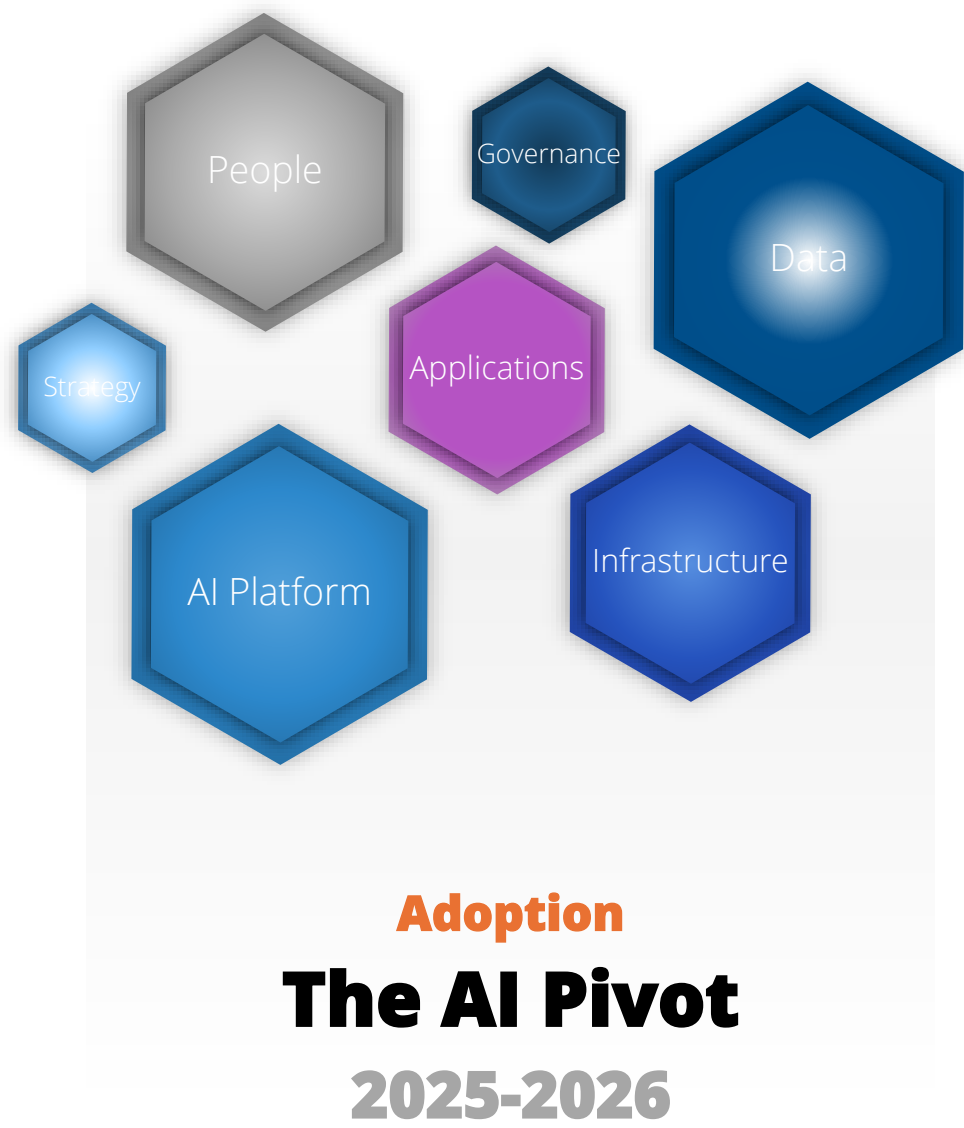 People
Governance
Data
Strategy
Applications
AI Platform
Infrastructure
Adoption
The AI Pivot
2025-2026